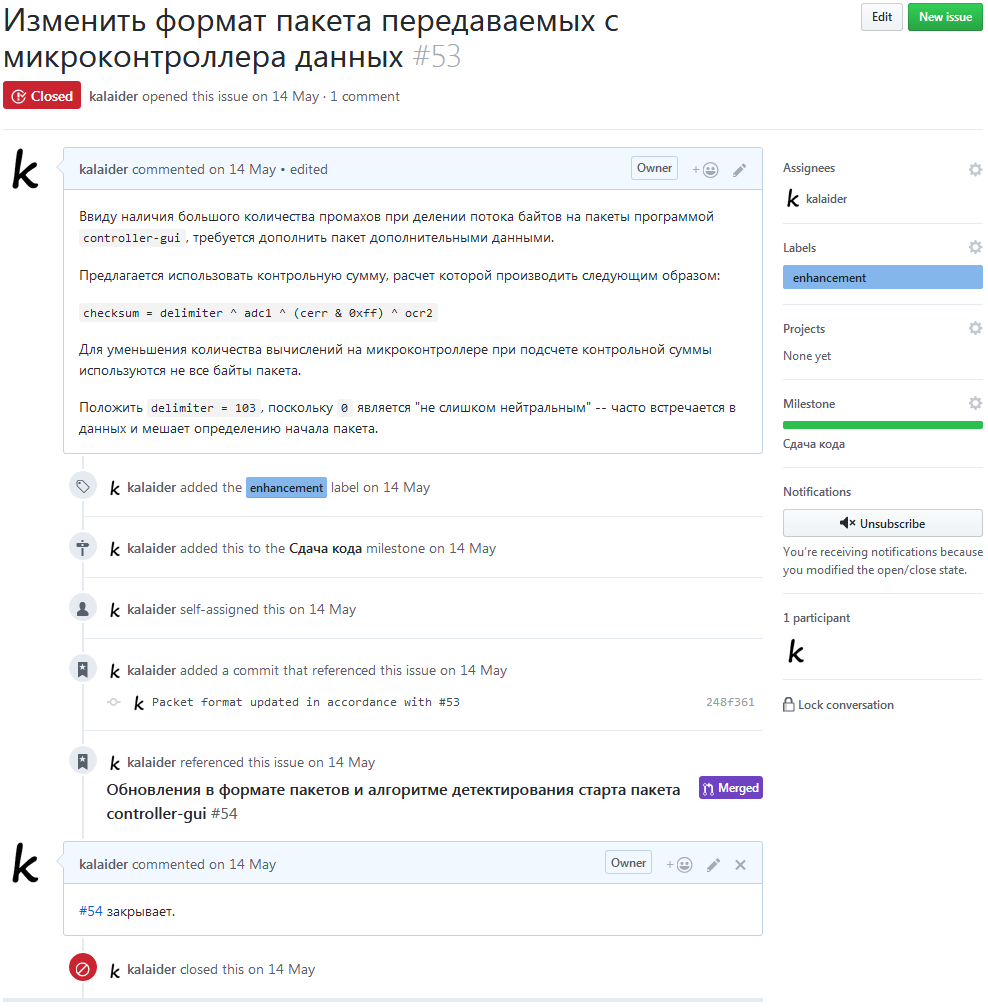 Изменить формат пакета передаваемых с
микроконтроллера данных #53
Edit
New issue
Closed
kalaider opened this issue on 14 May · 1 comment
k
kalaider commented on 14 May • edited
Owner
+
Ввиду наличия большого количества промахов при делении потока байтов на пакеты программой
controller-gui , требуется дополнить пакет дополнительными данными.
Предлагается использовать контрольную сумму, расчет которой производить следующим образом:
checksum = delimiter ^ adc1 ^ (cerr & 0xff) ^ ocr2
Для уменьшения количества вычислений на микроконтроллере при подсчете контрольной суммы
используются не все байты пакета.
Положить delimiter = 103 , поскольку 0 является "не слишком нейтральным" -- часто встречается в
данных и мешает определению начала пакета.
k kalaider added the enhancement label on 14 May
k kalaider added this to the Сдача кода milestone on 14 May
k kalaider self-assigned this on 14 May
k kalaider added a commit that referenced this issue on 14 May
k Packet format updated in accordance with #53
248f361
k kalaider referenced this issue on 14 May
Обновления в формате пакетов и алгоритме детектирования старта пакета
controller-gui #54
Merged
k
kalaider commented on 14 May
Owner
+
#54 закрывает.
k kalaider closed this on 14 May
Assignees
k kalaider
Labels
enhancement
Projects
None yet
Milestone
Сдача кода
Notifications
Unsubscribe
You're receiving notifications because
you modified the open/close state.
1 participant
k
Lock conversation